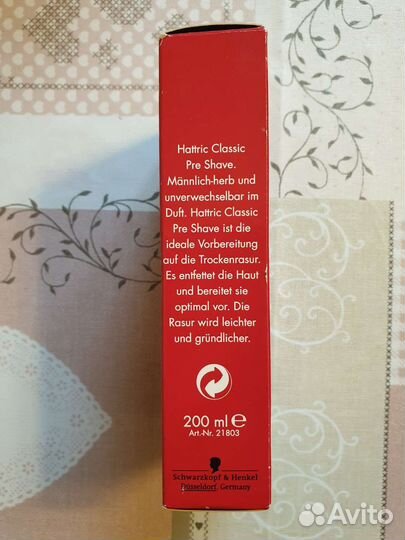 Hattric Classic
Pre Shave.
Männlich-herb und
unverwechselbar im
Duft. Hattric Classic
Pre Shave ist die
ideale Vorbereitung
auf die Trockenrasur.
Es entfettet die Haut
und bereitet sie
optimal vor. Die
Rasur wird leichter
und gründlicher.
200 ml ℮
Art.-Nr. 21803
Schwarzkopf & Henkel
Düsseldorf, Germany
Avito